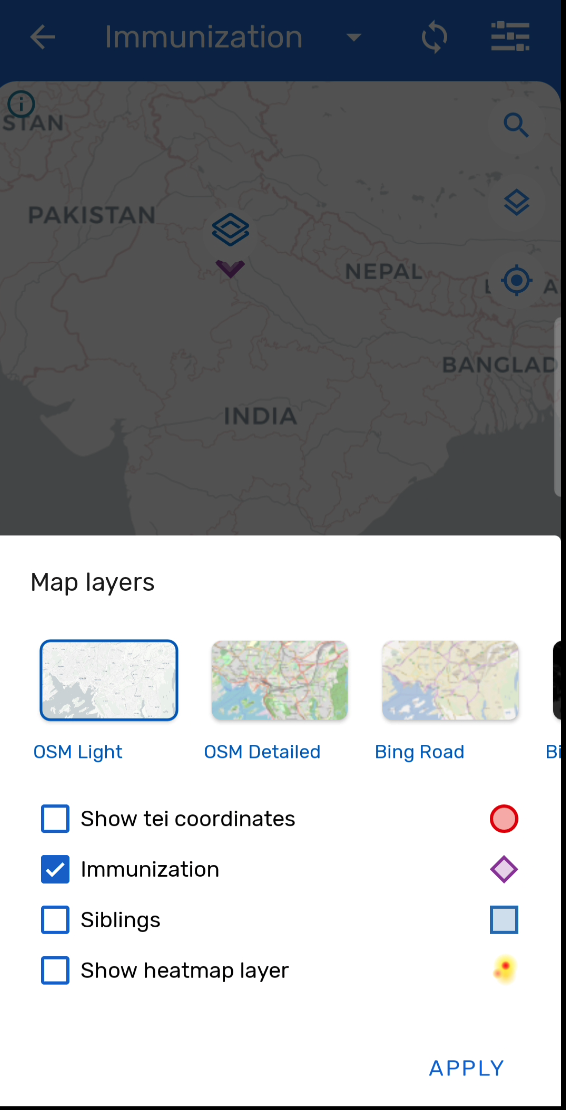 Immunization
STAN
PAKISTAN
NEPAL
BANGLAD
INDIA
Map layers
OSM Light
OSM Detailed
Bing Road
Bi
Show tei coordinates
Immunization
Siblings
Show heatmap layer
APPLY